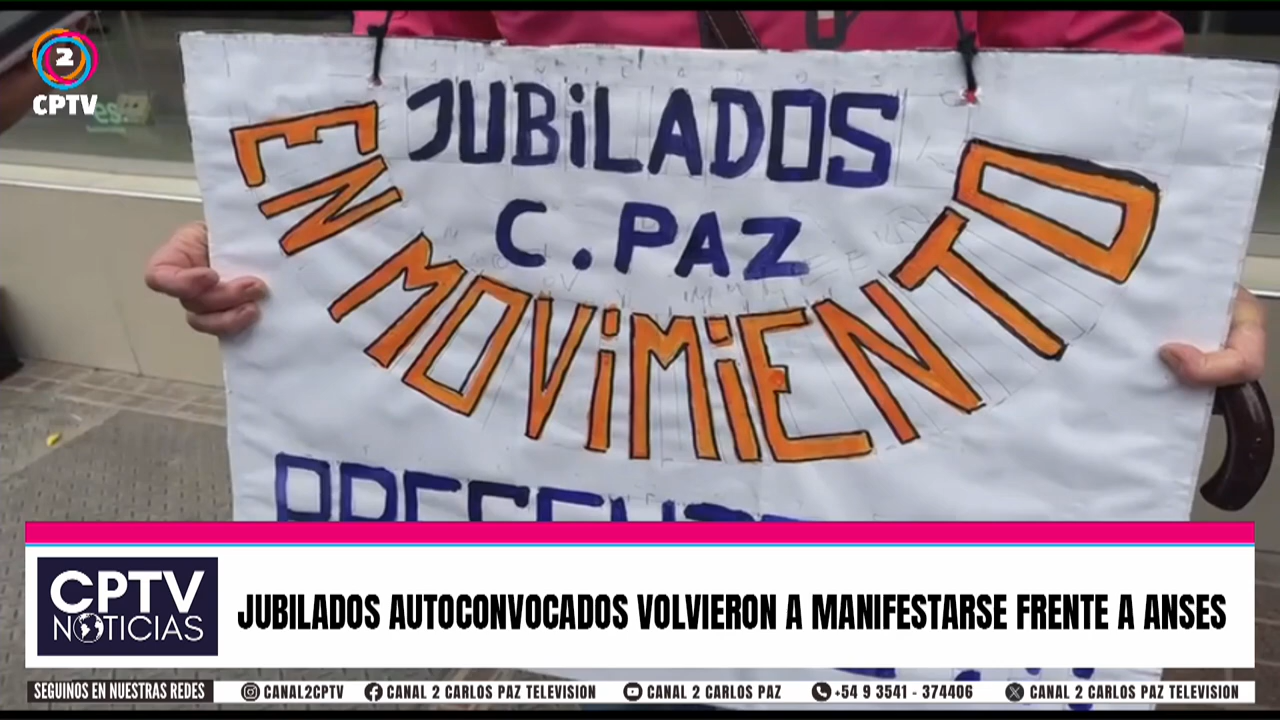 2
CPTV
JUBiLADOS
C. PAZ
EN MOViMiENTO
CPTV
NOTICIAS
JUBILADOS AUTOCONVOCADOS VOLVIERON A MANIFESTARSE FRENTE A ANSES
SEGUINOS EN NUESTRAS REDES
CANAL2CPTV
CANAL 2 CARLOS PAZ TELEVISION
CANAL 2 CARLOS PAZ
+54 9 3541 - 374406
CANAL 2 CARLOS PAZ TELEVISION